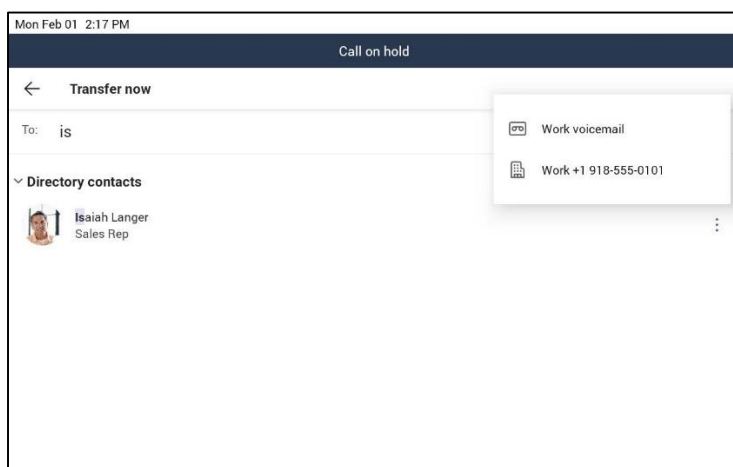 Mon Feb 01 2:17 PM
Call on hold
Transfer now
To: is
Work voicemail
Work +1 918-555-0101
Directory contacts
Isaiah Langer
Sales Rep